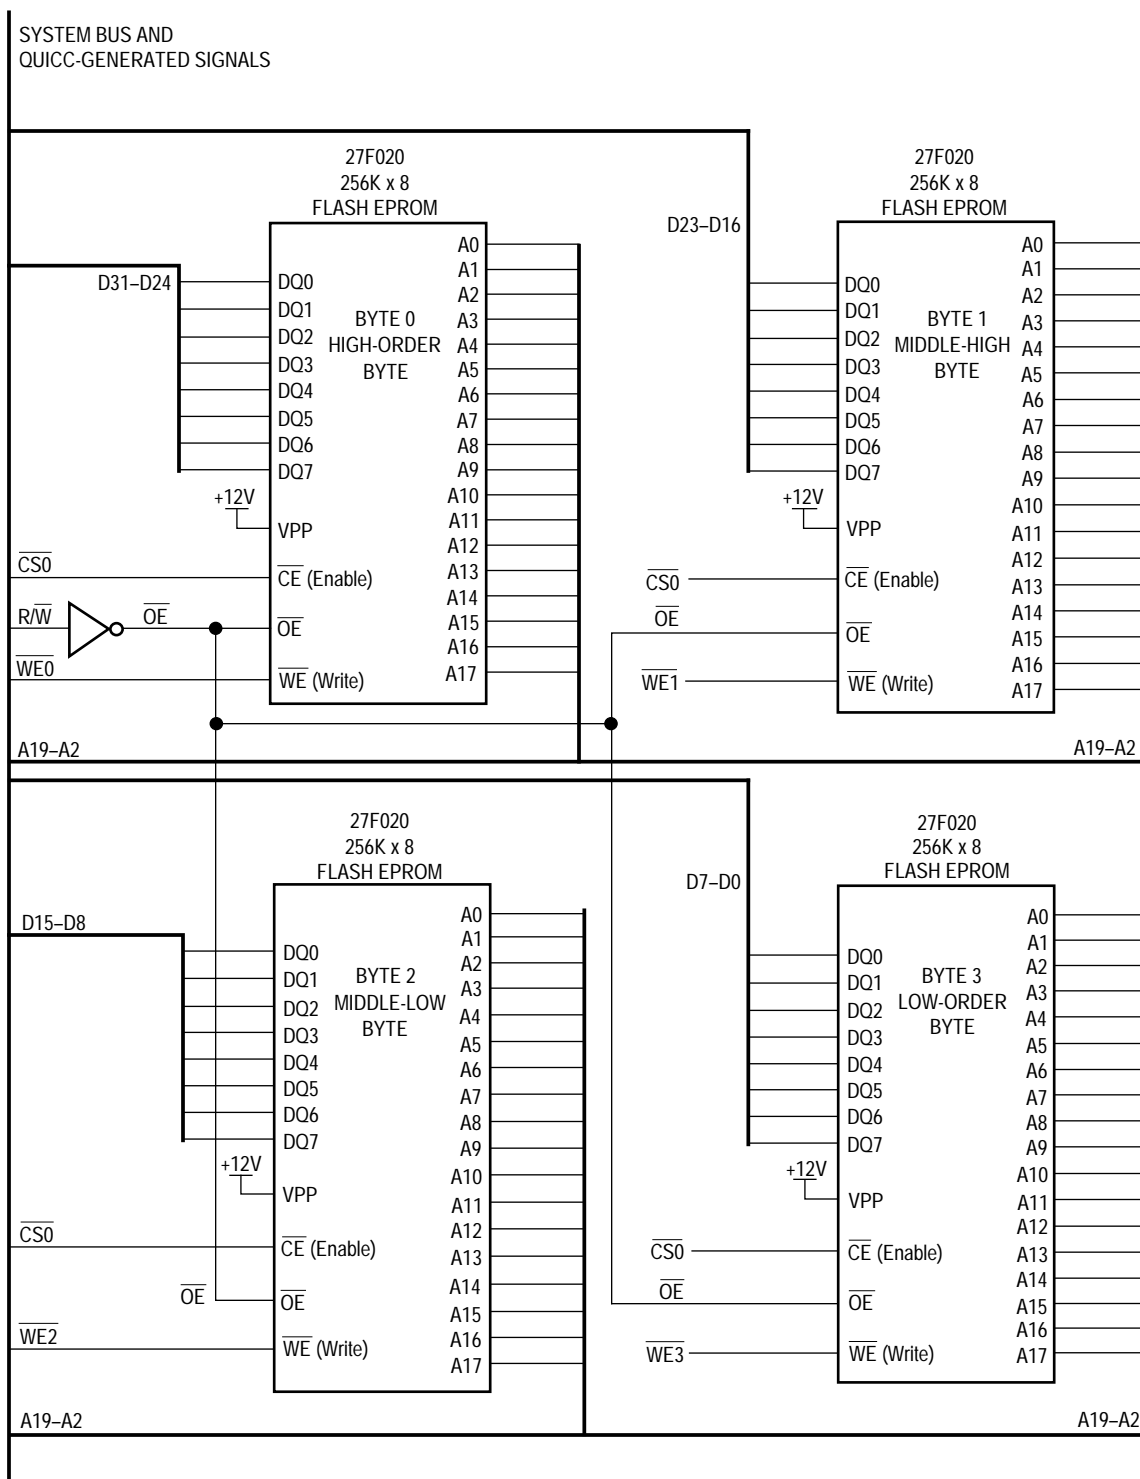 SYSTEM BUS AND
QUICC-GENERATED SIGNALS
27F020
256K x 8
FLASH EPROM
D31–D24
DQ0
DQ1
DQ2
DQ3
DQ4
DQ5
DQ6
DQ7
BYTE 0
HIGH-ORDER
BYTE
A0
A1
A2
A3
A4
A5
A6
A7
A8
A9
A10
A11
A12
A13
A14
A15
A16
A17
+12V
VPP
CS0
CE (Enable)
R/W
OE
OE
WE0
WE (Write)
A19–A2
27F020
256K x 8
FLASH EPROM
D23–D16
DQ0
DQ1
DQ2
DQ3
DQ4
DQ5
DQ6
DQ7
BYTE 1
MIDDLE-HIGH
BYTE
A0
A1
A2
A3
A4
A5
A6
A7
A8
A9
A10
A11
A12
A13
A14
A15
A16
A17
+12V
VPP
CS0
CE (Enable)
OE
OE
WE1
WE (Write)
A19–A2
27F020
256K x 8
FLASH EPROM
D15–D8
DQ0
DQ1
DQ2
DQ3
DQ4
DQ5
DQ6
DQ7
BYTE 2
MIDDLE-LOW
BYTE
A0
A1
A2
A3
A4
A5
A6
A7
A8
A9
A10
A11
A12
A13
A14
A15
A16
A17
+12V
VPP
CS0
CE (Enable)
OE
OE
WE2
WE (Write)
A19–A2
27F020
256K x 8
FLASH EPROM
D7–D0
DQ0
DQ1
DQ2
DQ3
DQ4
DQ5
DQ6
DQ7
BYTE 3
LOW-ORDER
BYTE
A0
A1
A2
A3
A4
A5
A6
A7
A8
A9
A10
A11
A12
A13
A14
A15
A16
A17
+12V
VPP
CS0
CE (Enable)
OE
OE
WE3
WE (Write)
A19–A2